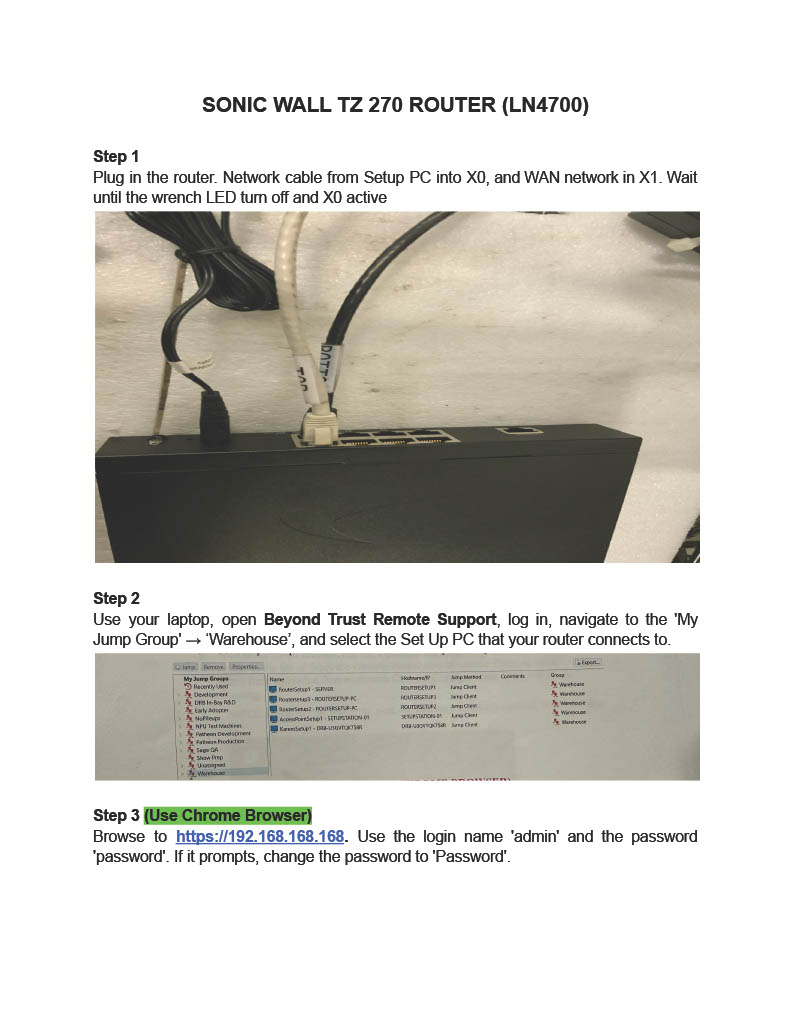 SONIC WALL TZ 270 ROUTER (LN4700)
Step 1
Plug in the router. Network cable from Setup PC into X0, and WAN network in X1. Wait
until the wrench LED turn off and X0 active
TOP
BOTT
Step 2
Use your laptop, open Beyond Trust Remote Support, log in, navigate to the 'My
Jump Group' → ‘Warehouse’, and select the Set Up PC that your router connects to.
Jump Remove Properties... Export...
My Jump Groups
Recently Used
Development
DRB In-Bay R&D
Early Adopter
NoFileups
NPU Test Machines
Patheon Development
Patheon Production
Sage QA
Show Prep
Unassigned
Warehouse
Name Hostname/IP Jump Method Comments Group
RouterSetup1 - SERVER ROUTERSETUP1 Jump Client Warehouse
Routersetup3 - ROUTERSETUP-PC ROUTERSETUP3 Jump Client Warehouse
RouterSetup2 - ROUTERSETUP-PC ROUTERSETUP2 Jump Client Warehouse
AccessPointSetup1 - SETUPSTATION-01 SETUPSTATION-01 Jump Client Warehouse
KarensSetup1 - Jump Client Warehouse
BROWSER)
Step 3 (Use Chrome Browser)
Browse to https://192.168.168.168. Use the login name 'admin' and the password
'password'. If it prompts, change the password to 'Password'.